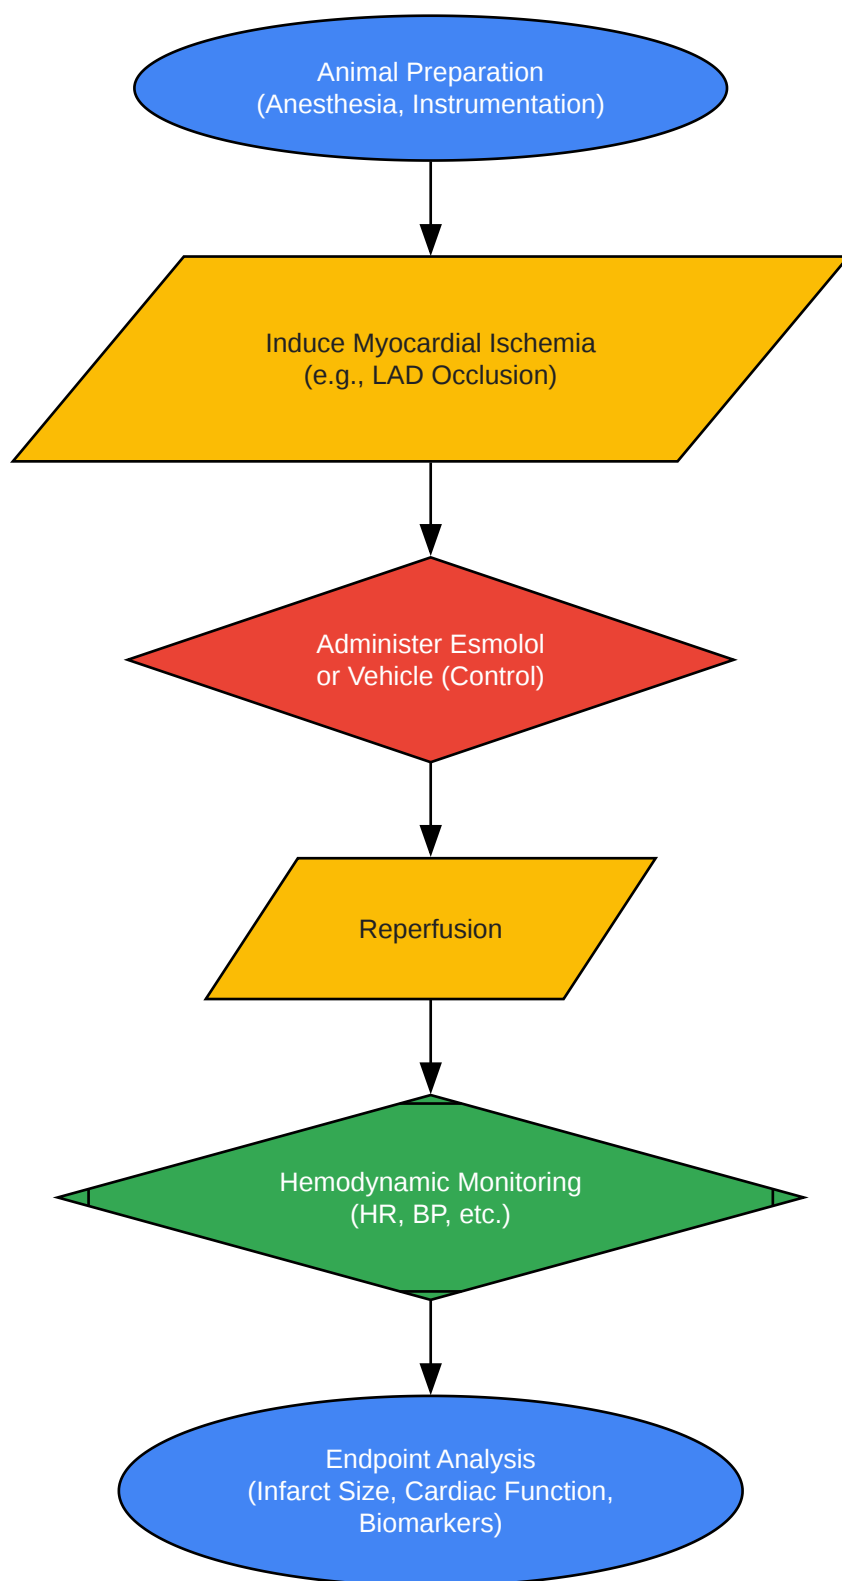 Animal Preparation
(Anesthesia, Instrumentation)
Induce Myocardial Ischemia
(e.g., LAD Occlusion)
Administer Esmolol
or Vehicle (Control)
Reperfusion
Hemodynamic Monitoring
(HR, BP, etc.)
Endpoint Analysis
(Infarct Size, Cardiac Function,
Biomarkers)